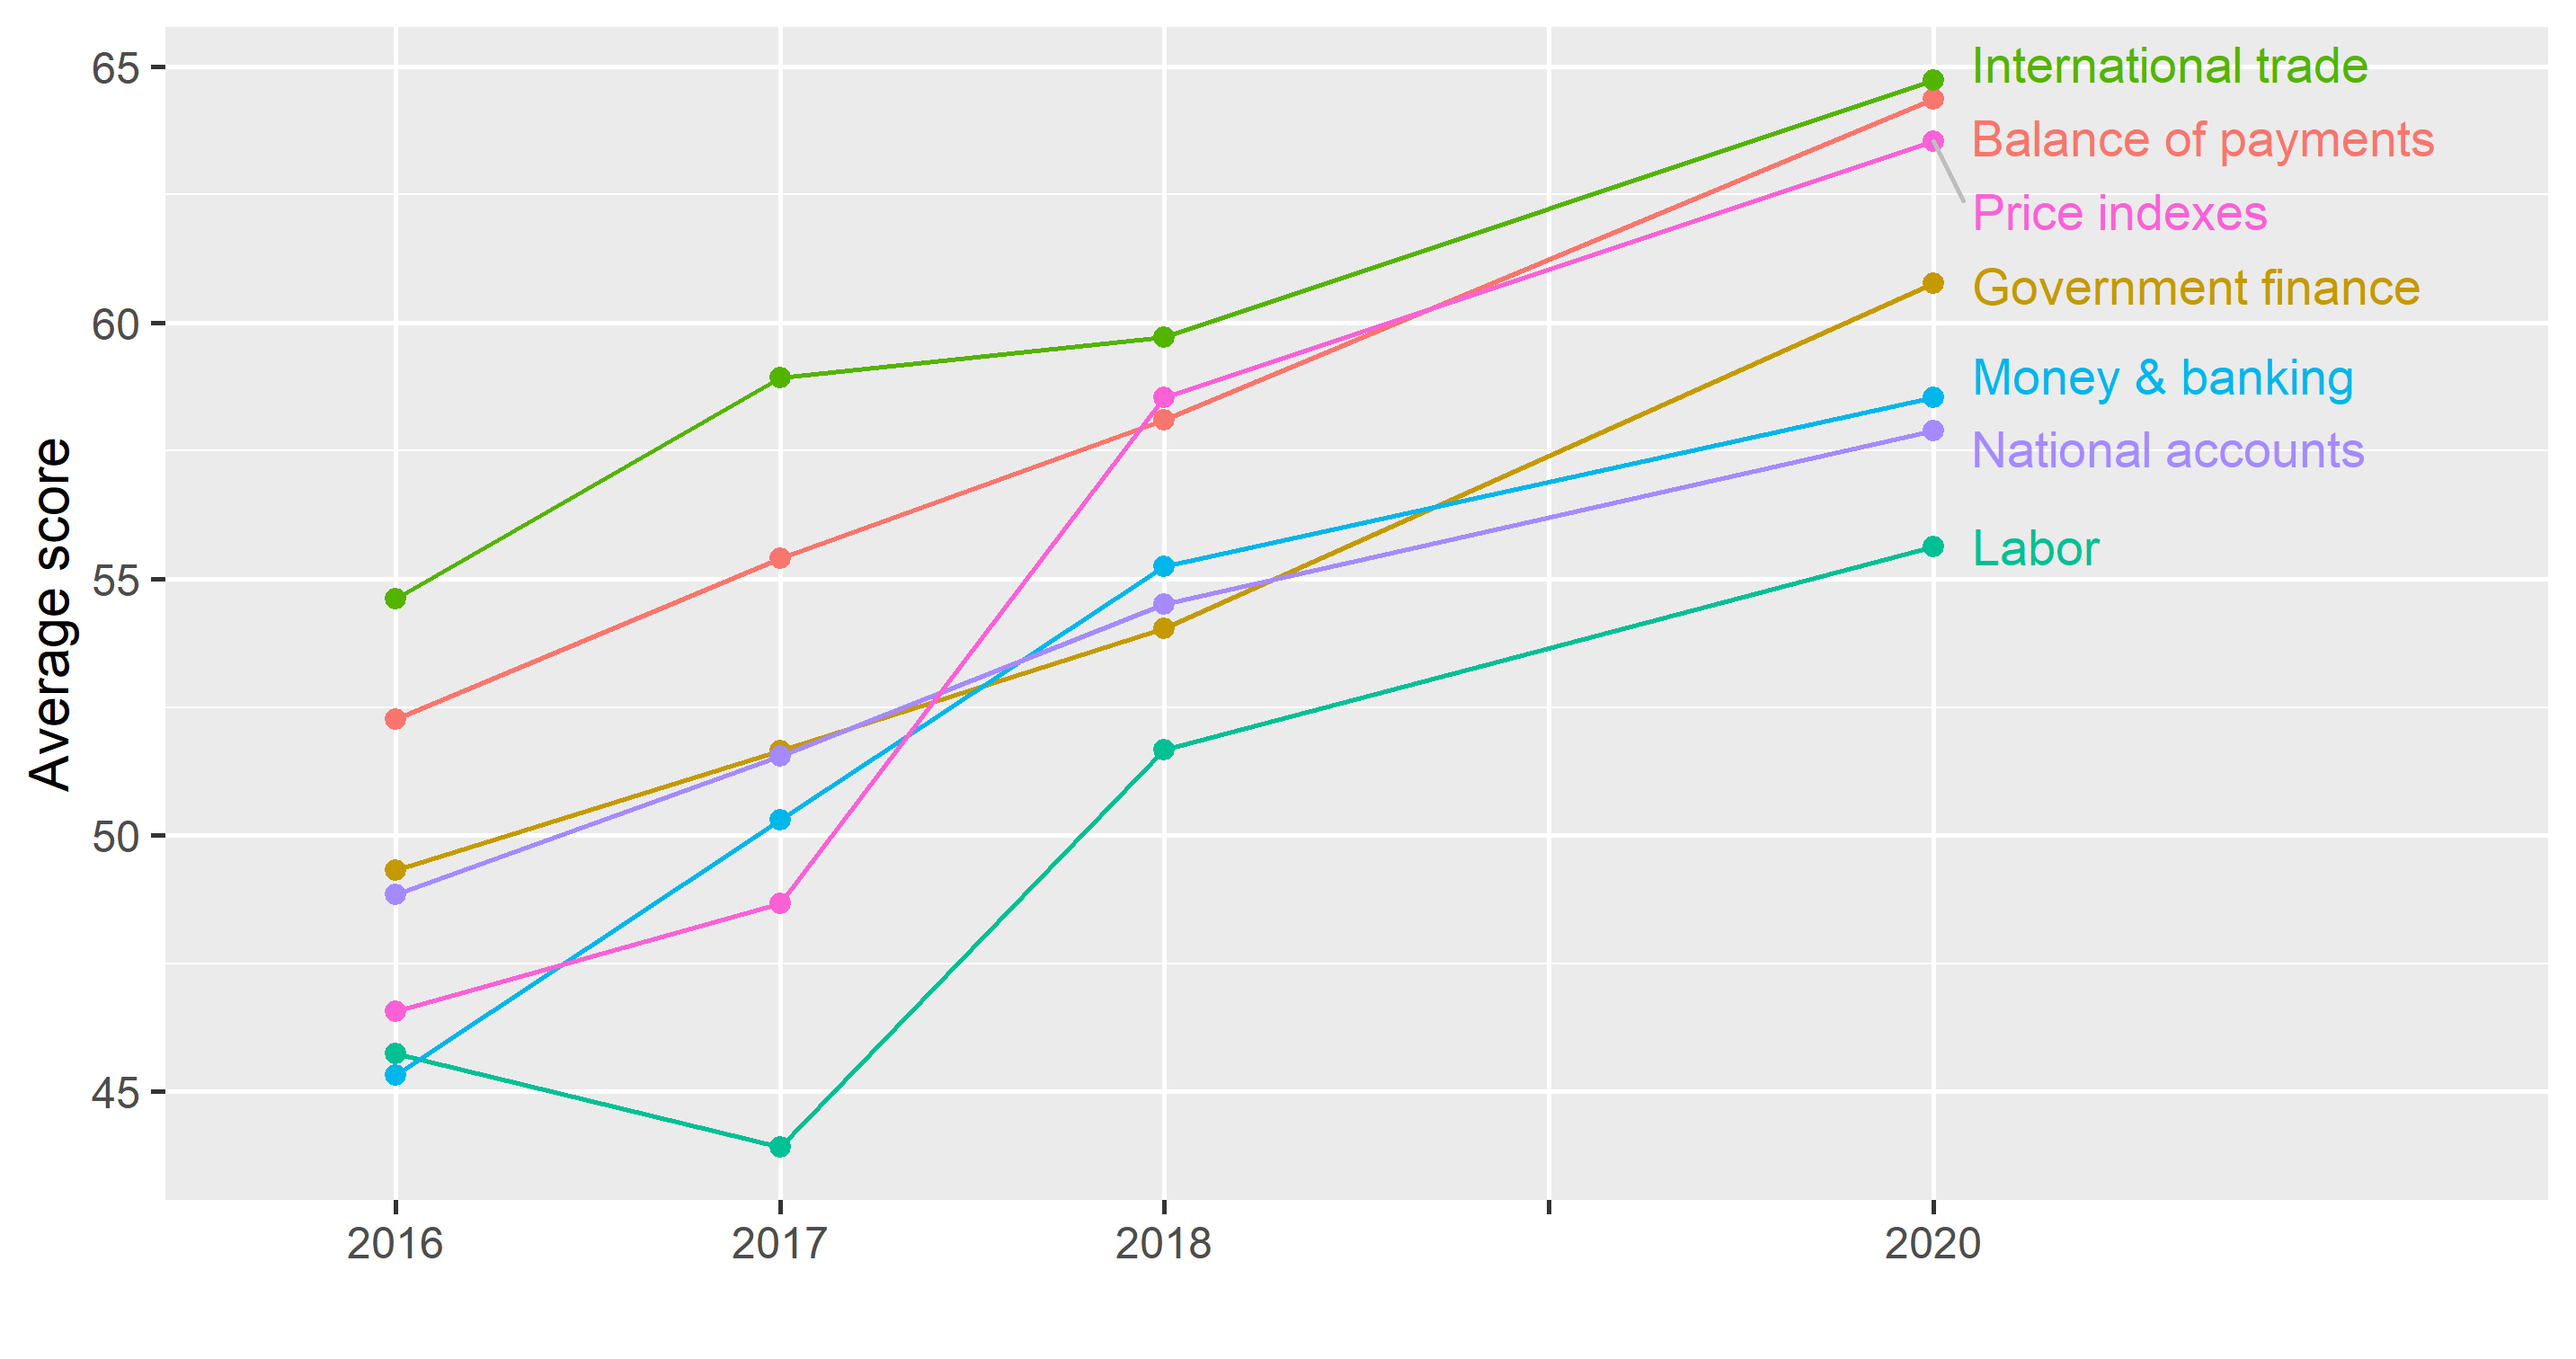 65
60
55
50
45
Average score
International trade
Balance of payments
Price indexes
Government finance
Money & banking
National accounts
Labor
2016 2017 2018 2020